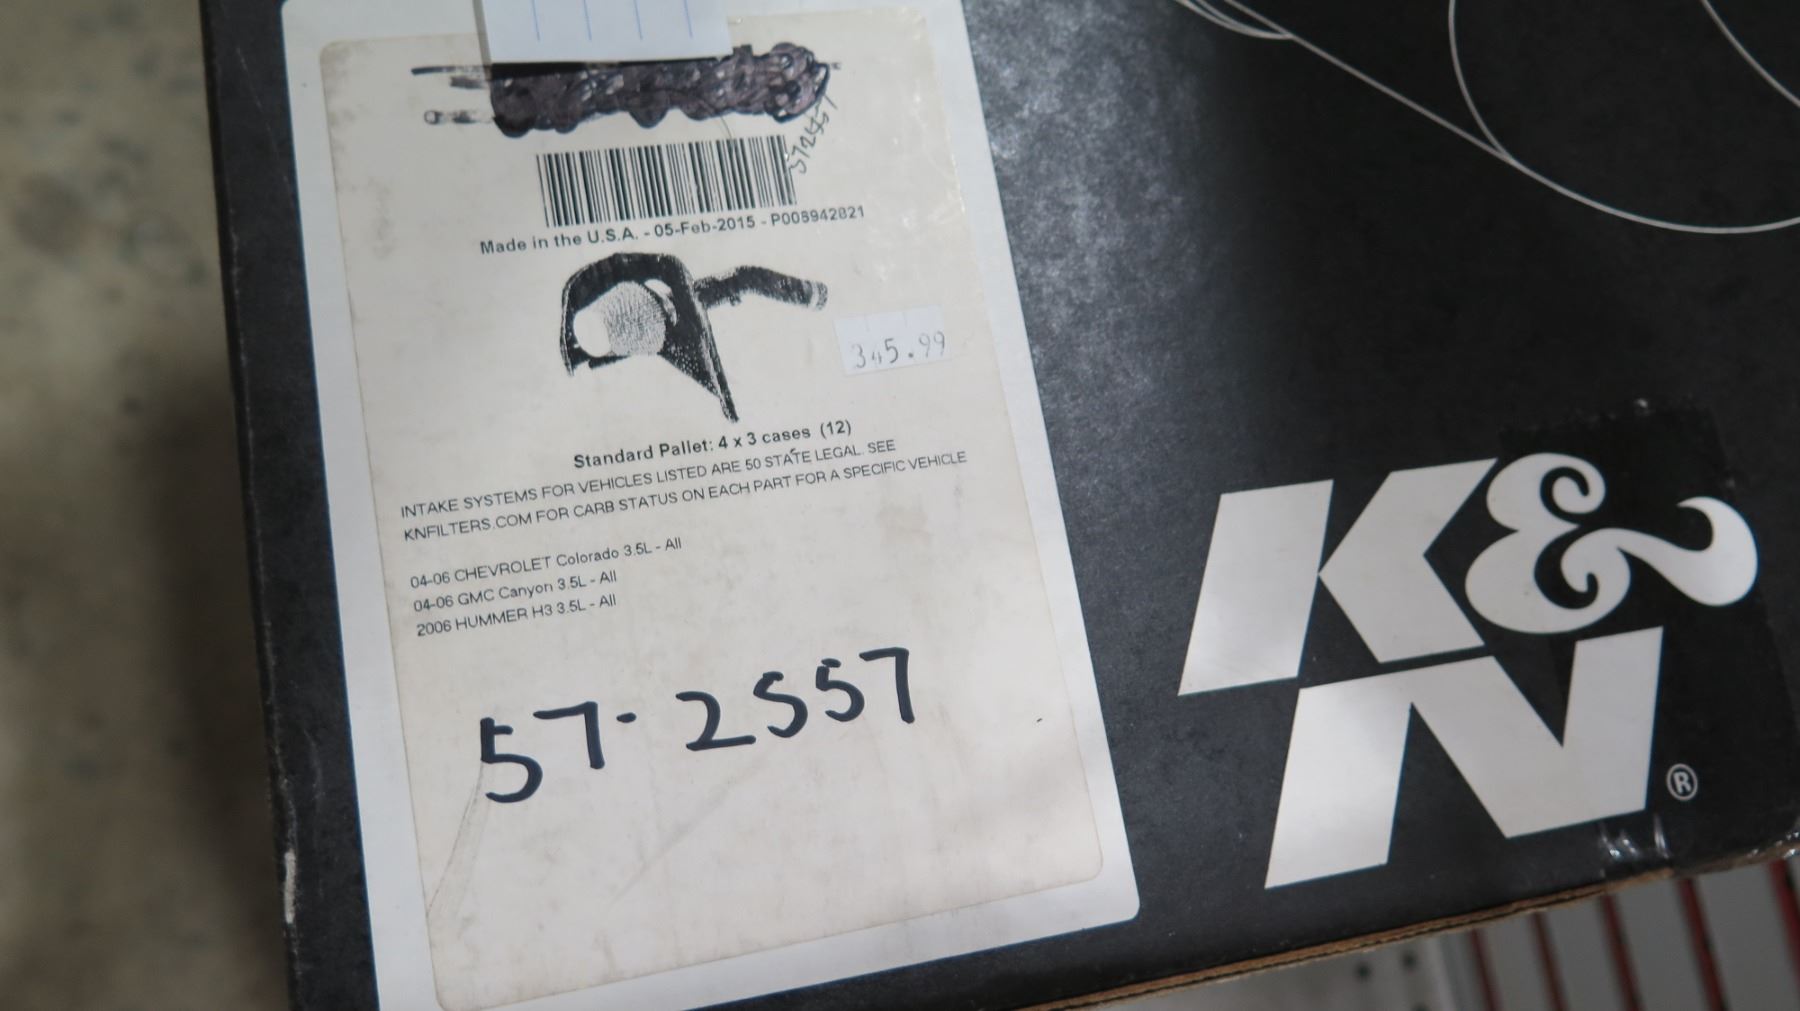 57-2557
Made in the U.S.A. - 05-Feb-2015 - P008942821
345.99
Standard Pallet: 4 x 3 cases (12)
INTAKE SYSTEMS FOR VEHICLES LISTED ARE 50 STATE LEGAL. SEE
KNFILTERS.COM FOR CARB STATUS ON EACH PART FOR A SPECIFIC VEHICLE
04-06 CHEVROLET Colorado 3.5L - All
04-06 GMC Canyon 3.5L - All
2006 HUMMER H3 3.5L - All
57-2557
K&N®